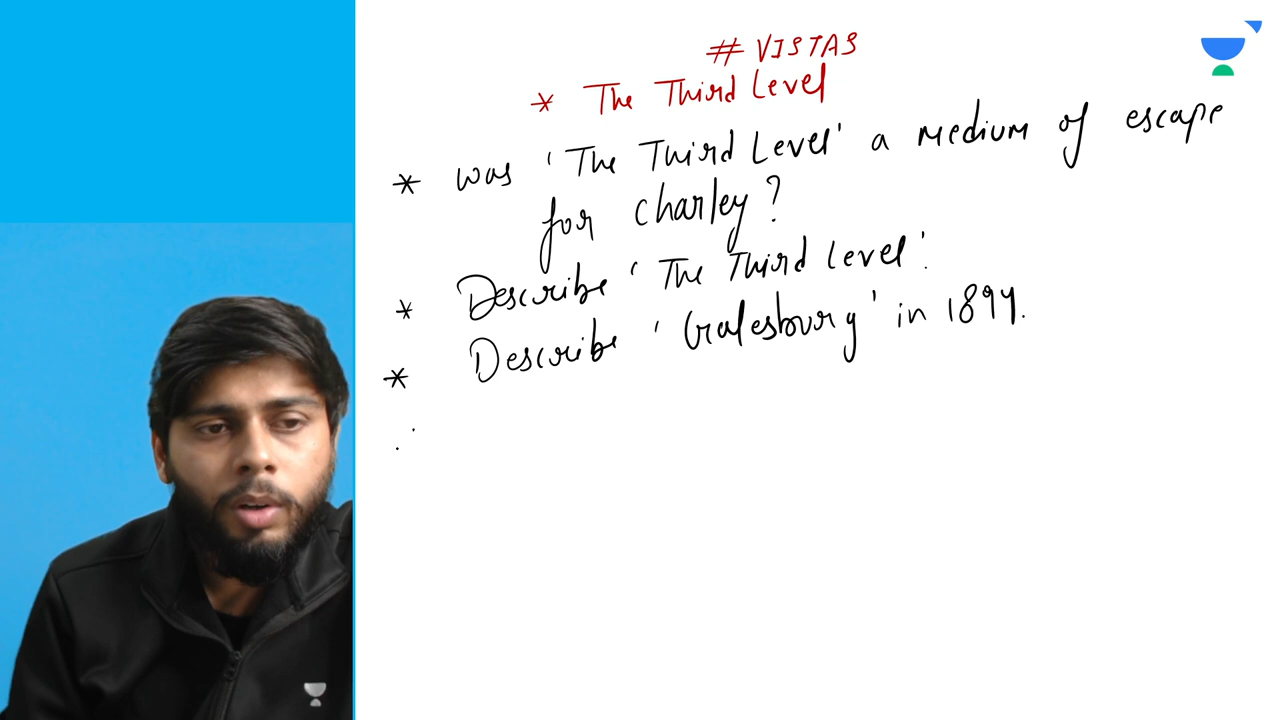 # VISTAS
* The Third Level
* Was 'The Third Level' a medium of escape
for Charley?
* Describe 'The Third Level'.
* Describe 'Galesburg' in 1894.